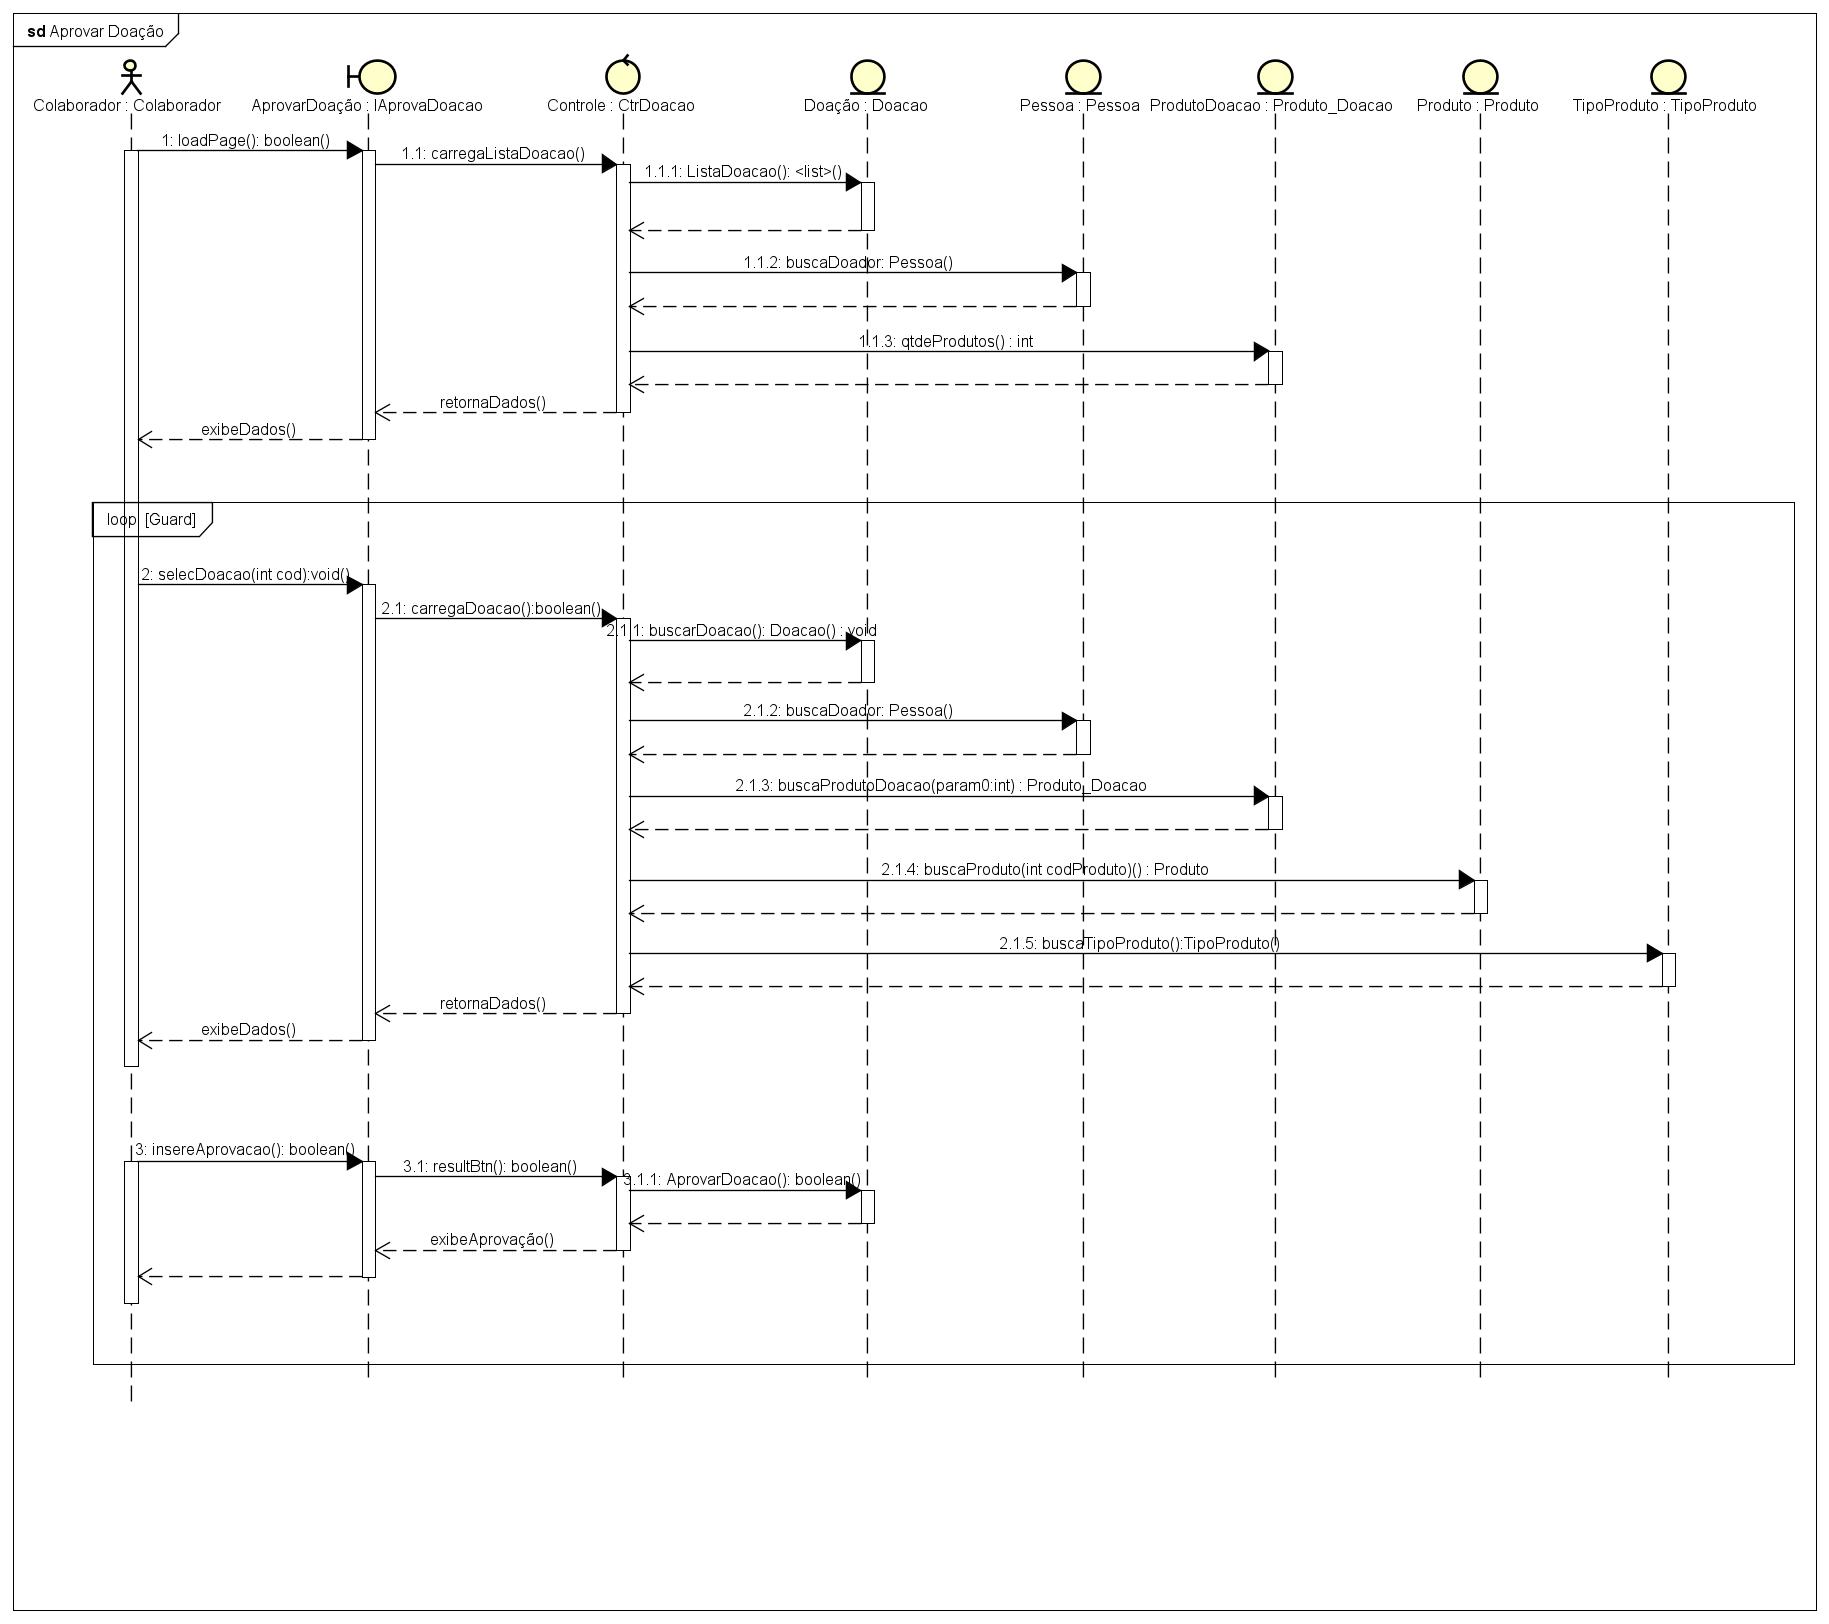 sd Aprovar Doação
Colaborador : Colaborador
AprovarDoação : IAprovaDoacao
Controle : CtrDoacao
Doação : Doacao
Pessoa : Pessoa
ProdutoDoacao : Produto_Doacao
Produto : Produto
TipoProduto : TipoProduto
1: loadPage(): boolean()
1.1: carregaListaDoacao()
1.1.1: ListaDoacao(): <list>()
1.1.2: buscaDoador: Pessoa()
1.1.3: qtdeProdutos() : int
retornaDados()
exibeDados()
loop [Guard]
2: selecDoacao(int cod):void()
2.1: carregaDoacao():boolean()
2.1.1: buscarDoacao(): Doacao() : void
2.1.2: buscaDoador: Pessoa()
2.1.3: buscaProdutoDoacao(param0:int) : Produto_Doacao
2.1.4: buscaProduto(int codProduto)() : Produto
2.1.5: buscaTipoProduto():TipoProduto()
retornaDados()
exibeDados()
3: insereAprovacao(): boolean()
3.1: resultBtn(): boolean()
3.1.1: AprovarDoacao(): boolean()
exibeAprovação()